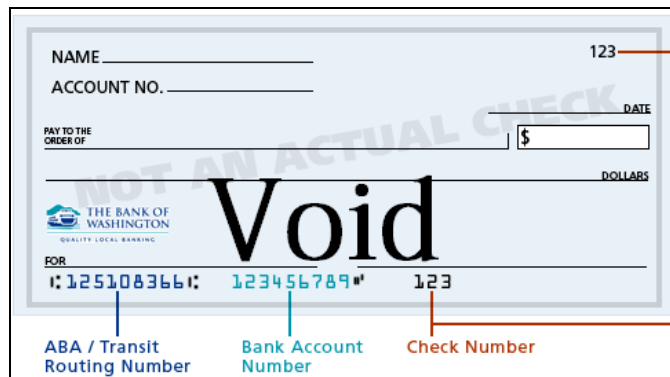 NAME
123
ACCOUNT NO.
DATE
PAY TO THE
ORDER OF
$
NOT AN ACTUAL CHECK
DOLLARS
THE BANK OF
WASHINGTON
QUALITY LOCAL BANKING
Void
FOR
⑆125108366⑆ 123456789⑈ 123
ABA / Transit
Routing Number
Bank Account
Number
Check Number